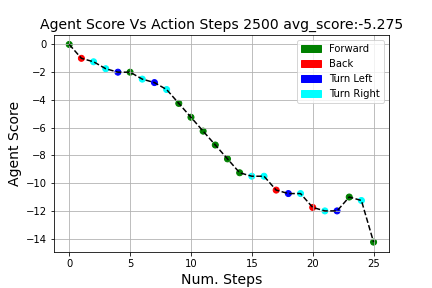 Agent Score Vs Action Steps 2500 avg_score:-5.275
Forward
Back
Turn Left
Turn Right
Agent Score
0
−2
−4
−6
−8
−10
−12
−14
0 5 10 15 20 25
Num. Steps